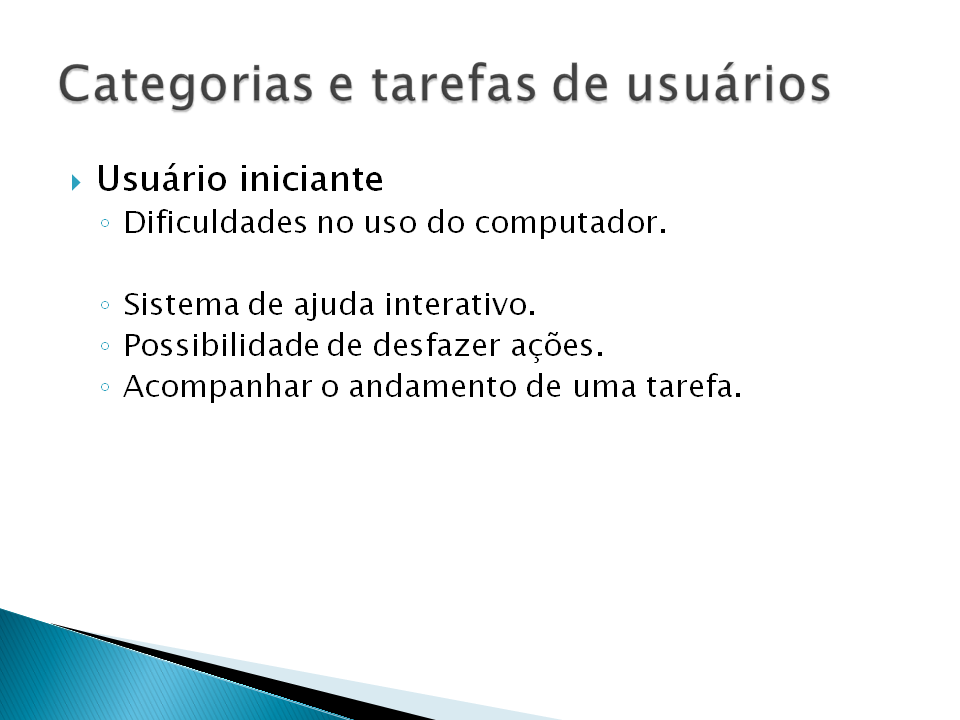 Categorias e tarefas de usuários
Usuário iniciante
Dificuldades no uso do computador.
Sistema de ajuda interativo.
Possibilidade de desfazer ações.
Acompanhar o andamento de uma tarefa.